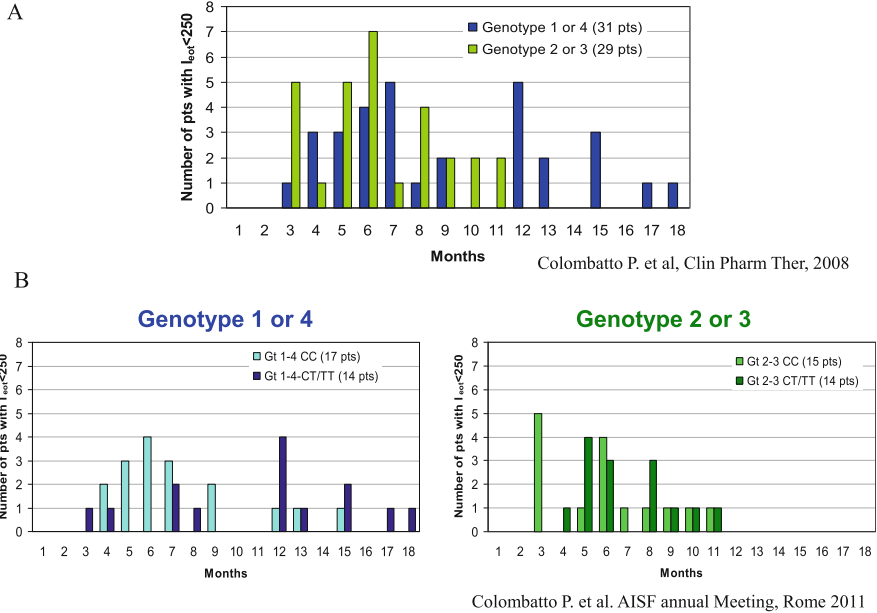 A
Number of pts with Ieot<250
8
7
6
5
4
3
2
1
0
Genotype 1 or 4 (31 pts)
Genotype 2 or 3 (29 pts)
1 2 3 4 5 6 7 8 9 10 11 12 13 14 15 16 17 18
Months
Colombatto P. et al, Clin Pharm Ther, 2008
B
Genotype 1 or 4
Number of pts with I eot<250
8
7
6
5
4
3
2
1
0
Gt 1-4 CC (17 pts)
Gt 1-4-CT/TT (14 pts)
1 2 3 4 5 6 7 8 9 10 11 12 13 14 15 16 17 18
Months
Genotype 2 or 3
Number of pts with I eot<250
8
7
6
5
4
3
2
1
0
Gt 2-3 CC (15 pts)
Gt 2-3 CT/TT (14 pts)
1 2 3 4 5 6 7 8 9 10 11 12 13 14 15 16 17 18
Months
Colombatto P. et al. AISF annual Meeting, Rome 2011